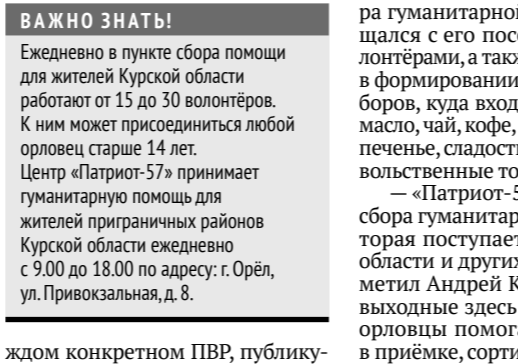 ВАЖНО ЗНАТЬ!
Ежедневно в пункте сбора помощи
для жителей Курской области
работают от 15 до 30 волонтёров.
К ним может присоединиться любой
орловец старше 14 лет.
Центр «Патриот-57» принимает
гуманитарную помощь для
жителей приграничных районов
Курской области ежедневно
с 9.00 до 18.00 по адресу: г. Орёл,
ул. Привокзальная, д. 8.
ждом конкретном ПВР, публику-
ра гуманитарной
щался с его пос
лонтёрами, а такж
в формировании
боров, куда вход
масло, чай, кофе,
печенье, сладост
вольственные то
— «Патриот-5
сбора гуманитар
торая поступает
области и других
метил Андрей К
выходные здесь
орловцы помог
в приёмке, сорти